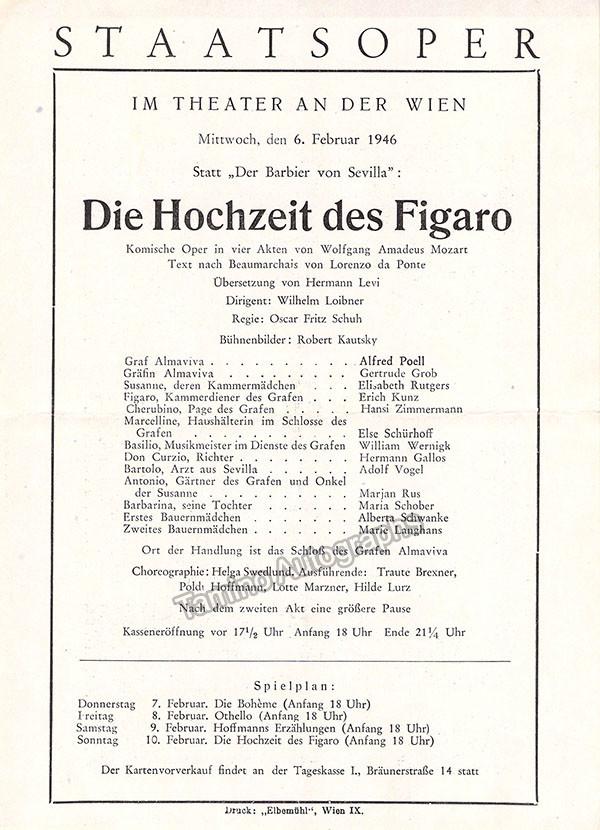 STAATSOPER
IM THEATER AN DER WIEN
Mittwoch, den 6. Februar 1946
Statt „Der Barbier von Sevilla":
Die Hochzeit des Figaro
Komische Oper in vier Akten von Wolfgang Amadeus Mozart
Text nach Beaumarchais von Lorenzo da Ponte
Übersetzung von Hermann Levi
Dirigent: Wilhelm Loibner
Regie: Oscar Fritz Schuh
Bühnenbilder: Robert Kautsky
Graf Almaviva . . . . . . . . . . Alfred Poell
Gräfin Almaviva . . . . . . . . . Gertrude Grob
Susanne, deren Kammermädchen . . . Elisabeth Rutgers
Figaro, Kammerdiener des Grafen . . . Erich Kunz
Cherubino, Page des Grafen . . . . . Hansi Zimmermann
Marcelline, Haushälterin im Schlosse des
Grafen . . . . . . . . . . . . Else Schürhoff
Basilio, Musikmeister im Dienste des Grafen William Wernigk
Don Curzio, Richter . . . . . . . . Hermann Gallos
Bartolo, Arzt aus Sevilla . . . . . . Adolf Vogel
Antonio, Gärtner des Grafen und Onkel
der Susanne . . . . . . . . . . Marjan Rus
Barbarina, seine Tochter . . . . . . Maria Schober
Erstes Bauernmädchen . . . . . . . Alberta Schwanke
Zweites Bauernmädchen . . . . . . . Marie Langhans
Ort der Handlung ist das Schloß des Grafen Almaviva
Choreographie: Helga Swedlund. Ausführende: Traute Brexner,
Poldi Hoffmann, Lotte Marzner, Hilde Lurz
Tamino Autographs
Nach dem zweiten Akt eine größere Pause
Kasseneröffnung vor 17½ Uhr Anfang 18 Uhr Ende 21¼ Uhr
Spielplan:
Donnerstag 7. Februar. Die Bohème (Anfang 18 Uhr)
Freitag 8. Februar. Othello (Anfang 18 Uhr)
Samstag 9. Februar. Hoffmanns Erzählungen (Anfang 18 Uhr)
Sonntag 10. Februar. Die Hochzeit des Figaro (Anfang 18 Uhr)
Der Kartenvorverkauf findet an der Tageskasse I., Bräunerstraße 14 statt
Druck: „Elbemühl", Wien IX.